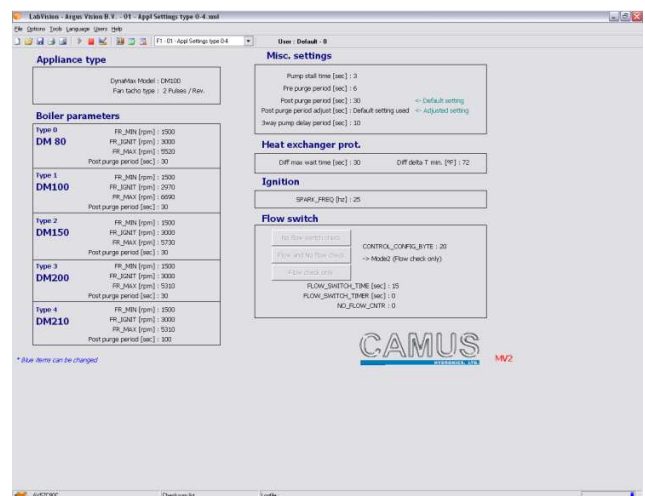 LabVision - Argus Vision B.V. - 01 - Appl Settings type 0-4.xml
File Options Tools Language Users Help
F1 - 01 - Appl Settings type 0-4
User : Default - 0
Appliance type
DynaMax Model : DM100
Fan tacho type : 2 Pulses / Rev.
Boiler parameters
Type 0
DM 80
FR_MIN [rpm] : 1500
FR_IGNIT [rpm] : 3000
FR_MAX [rpm] : 5520
Post purge period [sec] : 30
Type 1
DM100
FR_MIN [rpm] : 1500
FR_IGNIT [rpm] : 2970
FR_MAX [rpm] : 6690
Post purge period [sec] : 30
Type 2
DM150
FR_MIN [rpm] : 1500
FR_IGNIT [rpm] : 3000
FR_MAX [rpm] : 5730
Post purge period [sec] : 30
Type 3
DM200
FR_MIN [rpm] : 1500
FR_IGNIT [rpm] : 3000
FR_MAX [rpm] : 5310
Post purge period [sec] : 30
Type 4
DM210
FR_MIN [rpm] : 1500
FR_IGNIT [rpm] : 3000
FR_MAX [rpm] : 5310
Post purge period [sec] : 100
* Blue items can be changed
Misc. settings
Pump stall time [sec] : 3
Pre purge period [sec] : 6
Post purge period [sec] : 30 <- Default setting
Post purge period adjust [sec] : Default setting used <- Adjusted setting
3way pump delay period [sec] : 10
Heat exchanger prot.
Diff max wait time [sec] : 30 Diff delta T min. [ºF] : 72
Ignition
SPARK_FREQ [hz] : 25
Flow switch
No flow switch check
Flow and No flow check
Flow check only
CONTROL_CONFIG_BYTE : 20
-> Mode2 (Flow check only)
FLOW_SWITCH_TIME [sec] : 15
FLOW_SWITCH_TIMER [sec] : 0
NO_FLOW_CNTR : 0
CAMUS
HYDRONICS, LTD.
MV2